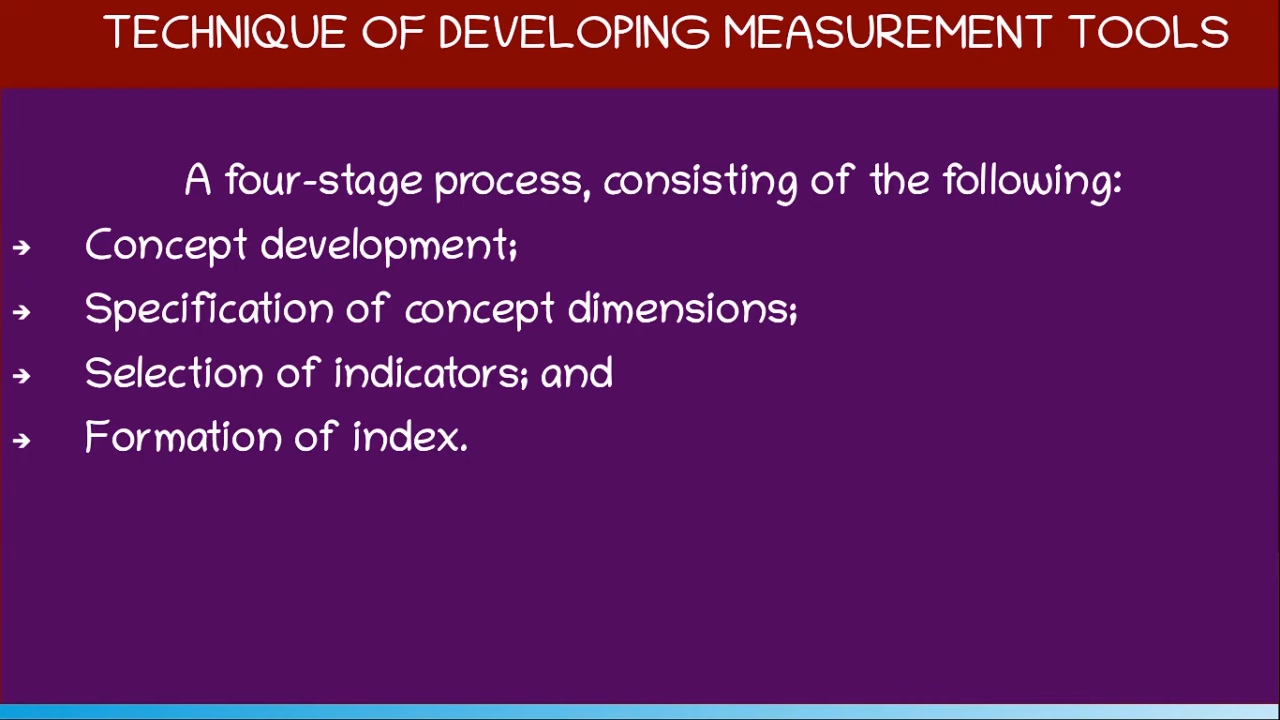 TECHNIQUE OF DEVELOPING MEASUREMENT TOOLS
A four-stage process, consisting of the following:
→ Concept development;
→ Specification of concept dimensions;
→ Selection of indicators; and
→ Formation of index.